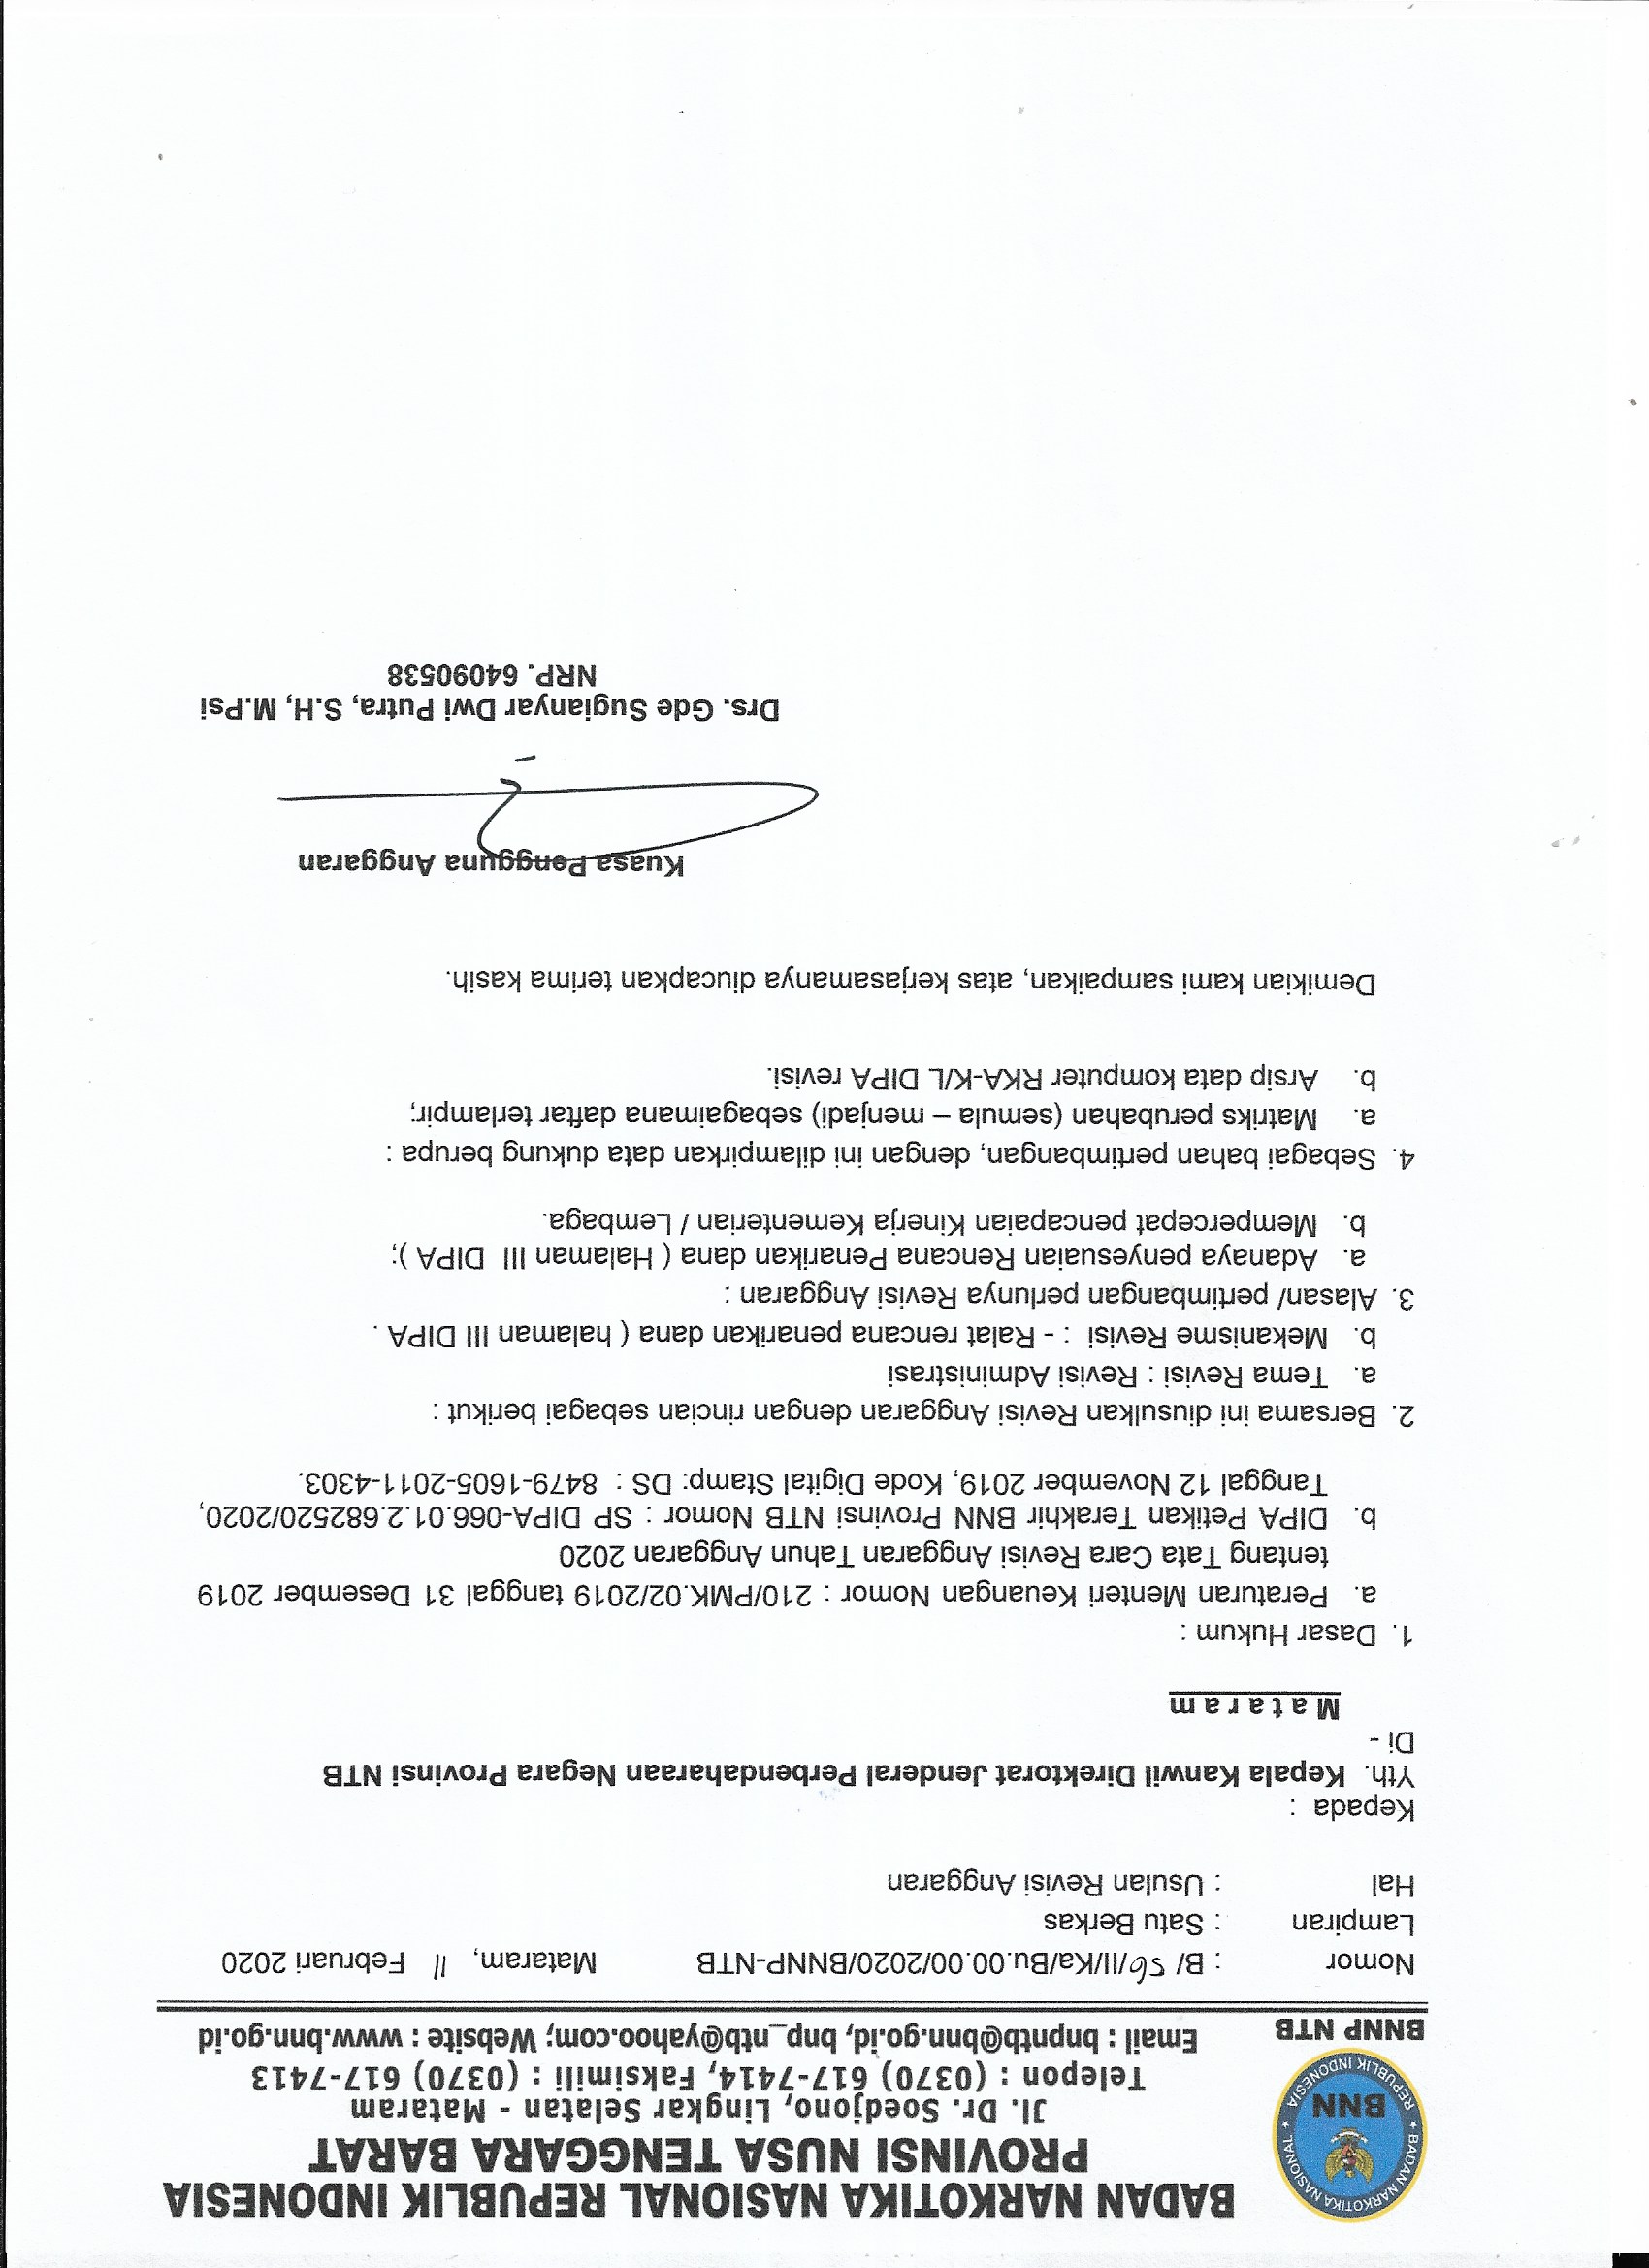 BADAN NARKOTIKA NASIONAL REPUBLIK INDONESIA
PROVINSI NUSA TENGGARA BARAT
Jl. Dr. Soedjono, Lingkar Selatan - Mataram
Telepon : (0370) 617-7414, Faksimili : (0370) 617-7413
Email : bnpntb@bnn.go.id, bnp_ntb@yahoo.com; Website : www.bnn.go.id
BADAN NARKOTIKA NASIONAL
BNN
REPUBLIK INDONESIA
BNNP NTB
Nomor : B/ 56/II/Ka/Bu.00.00/2020/BNNP-NTB Mataram, 11 Februari 2020
Lampiran : Satu Berkas
Hal : Usulan Revisi Anggaran
Kepada :
Yth. Kepala Kanwil Direktorat Jenderal Perbendaharaan Negara Provinsi NTB
Di -
M a t a r a m
1. Dasar Hukum :
a. Peraturan Menteri Keuangan Nomor : 210/PMK.02/2019 tanggal 31 Desember 2019
tentang Tata Cara Revisi Anggaran Tahun Anggaran 2020
b. DIPA Petikan Terakhir BNN Provinsi NTB Nomor : SP DIPA-066.01.2.682520/2020,
Tanggal 12 November 2019, Kode Digital Stamp: DS : 8479-1605-2011-4303.
2. Bersama ini diusulkan Revisi Anggaran dengan rincian sebagai berikut :
a. Tema Revisi : Revisi Administrasi
b. Mekanisme Revisi : - Ralat rencana penarikan dana ( halaman III DIPA .
3. Alasan/ pertimbangan perlunya Revisi Anggaran :
a. Adanaya penyesuaian Rencana Penarikan dana ( Halaman III DIPA );
b. Mempercepat pencapaian Kinerja Kementerian / Lembaga.
4. Sebagai bahan pertimbangan, dengan ini dilampirkan data dukung berupa :
a. Matriks perubahan (semula – menjadi) sebagaimana daftar terlampir;
b. Arsip data komputer RKA-K/L DIPA revisi.
Demikian kami sampaikan, atas kerjasamanya diucapkan terima kasih.
Kuasa Pengguna Anggaran
Drs. Gde Sugianyar Dwi Putra, S.H, M.Psi
NRP. 64090538